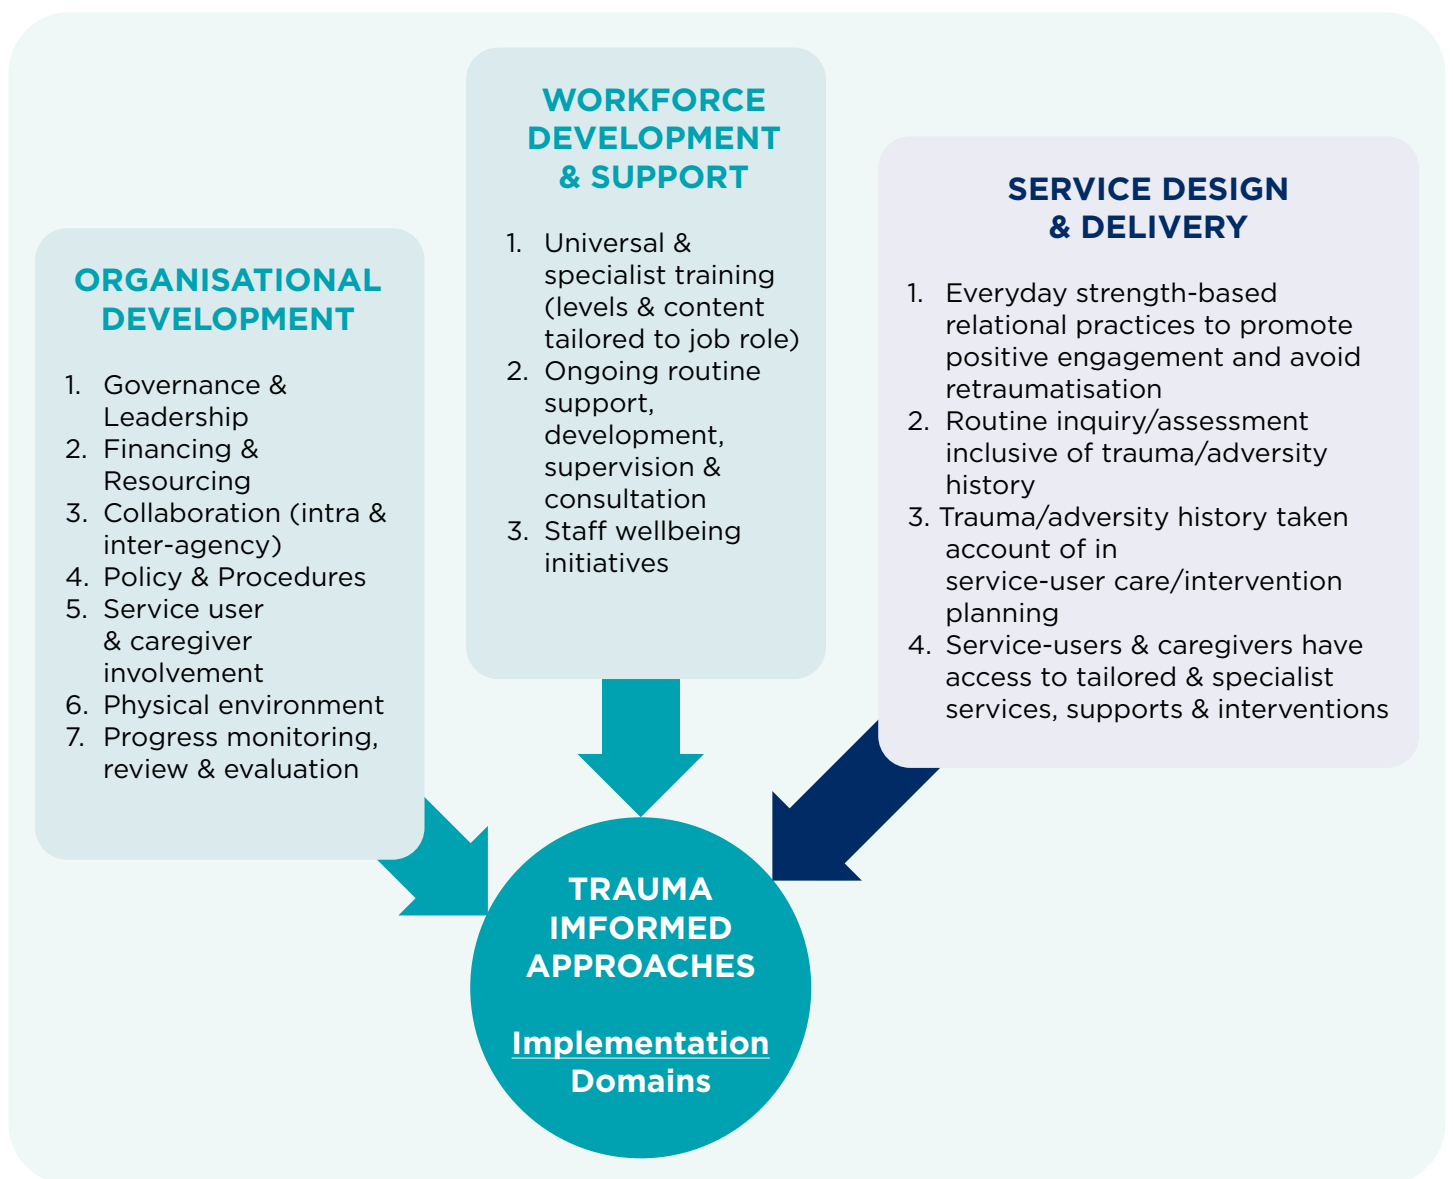 ORGANISATIONAL
DEVELOPMENT
1. Governance &
Leadership
2. Financing &
Resourcing
3. Collaboration (intra &
inter-agency)
4. Policy & Procedures
5. Service user
& caregiver
involvement
6. Physical environment
7. Progress monitoring,
review & evaluation
WORKFORCE
DEVELOPMENT
& SUPPORT
1. Universal &
specialist training
(levels & content
tailored to job role)
2. Ongoing routine
support,
development,
supervision &
consultation
3. Staff wellbeing
initiatives
SERVICE DESIGN
& DELIVERY
1. Everyday strength-based
relational practices to promote
positive engagement and avoid
retraumatisation
2. Routine inquiry/assessment
inclusive of trauma/adversity
history
3. Trauma/adversity history taken
account of in
service-user care/intervention
planning
4. Service-users & caregivers have
access to tailored & specialist
services, supports & interventions
TRAUMA
IMFORMED
APPROACHES
Implementation
Domains